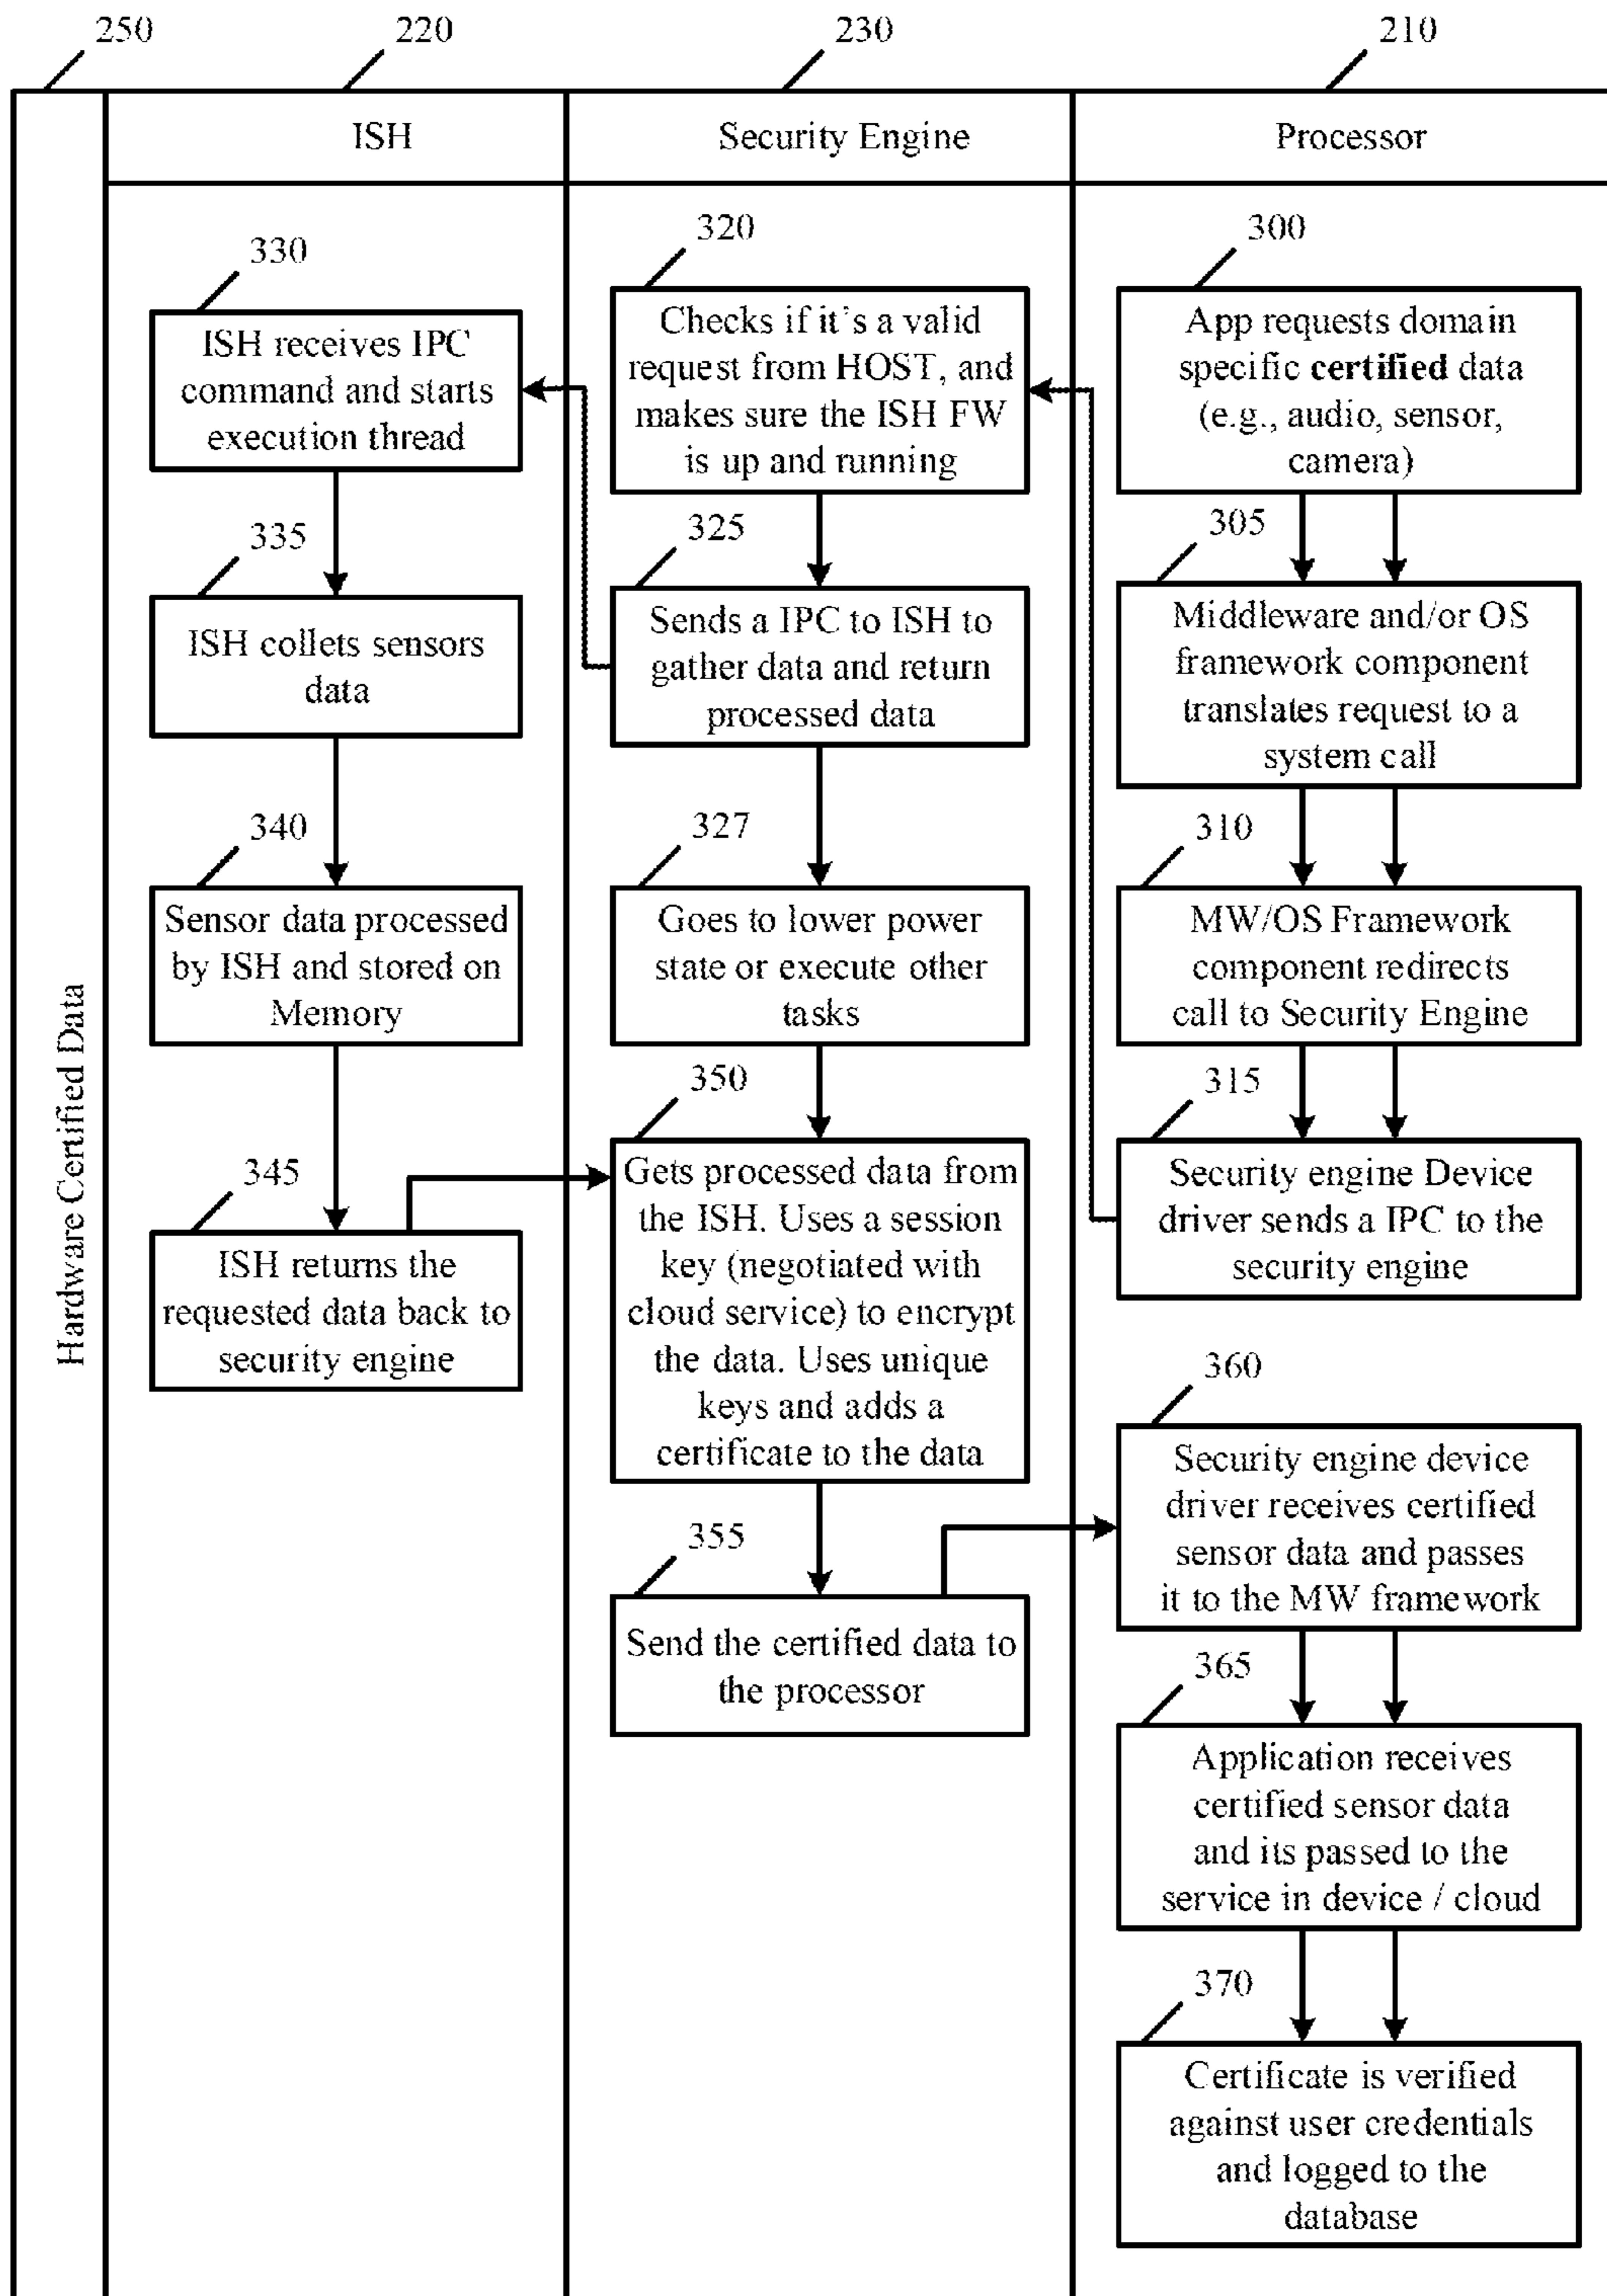 250
220
230
210
ISH
Security Engine
Processor
Hardware Certified Data
330
ISH receives IPC
command and starts
execution thread
335
ISH collets sensors
data
340
Sensor data processed
by ISH and stored on
Memory
345
ISH returns the
requested data back to
security engine
320
Checks if it's a valid
request from HOST, and
makes sure the ISH FW
is up and running
325
Sends a IPC to ISH to
gather data and return
processed data
327
Goes to lower power
state or execute other
tasks
350
Gets processed data from
the ISH. Uses a session
key (negotiated with
cloud service) to encrypt
the data. Uses unique
keys and adds a
certificate to the data
355
Send the certified data to
the processor
300
App requests domain
specific certified data
(e.g., audio, sensor,
camera)
305
Middleware and/or OS
framework component
translates request to a
system call
310
MW/OS Framework
component redirects
call to Security Engine
315
Security engine Device
driver sends a IPC to the
security engine
360
Security engine device
driver receives certified
sensor data and passes
it to the MW framework
365
Application receives
certified sensor data
and its passed to the
service in device / cloud
370
Certificate is verified
against user credentials
and logged to the
database